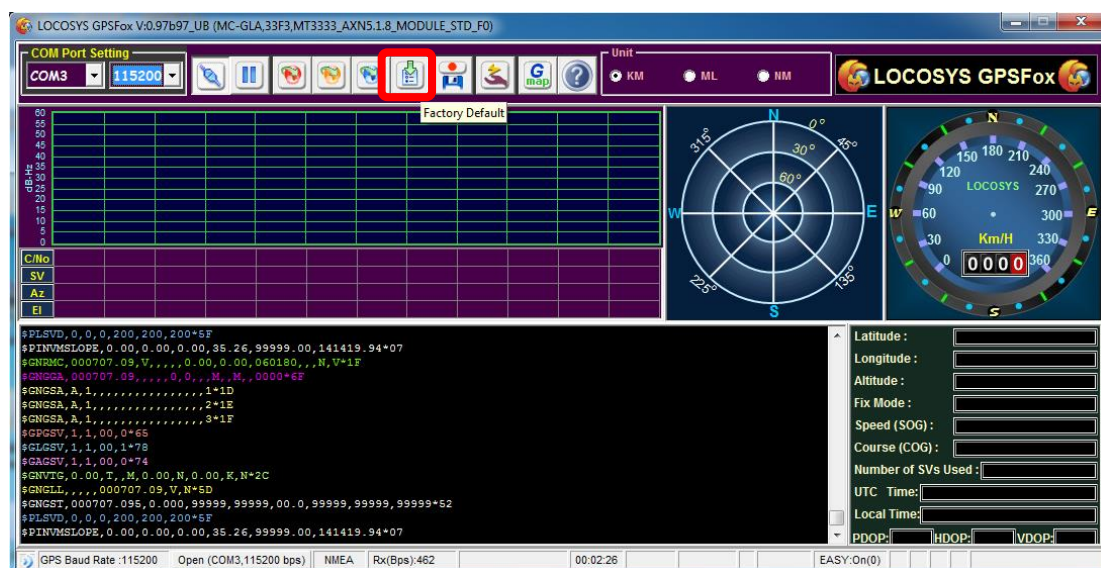 LOCOSYS GPSFox V:0.97b97_UB (MC-GLA,33F3,MT3333_AXN5.1.8_MODULE_STD_F0)
COM Port Setting
COM3 115200
Unit
KM ML NM
G map
?
LOCOSYS GPSFox
Factory Default
60
55
50
45
40
35
30
25
20
15
10
5
0
dB-Hz
C/No
SV
Az
El
N
0°
45°
30°
60°
315°
W
E
225°
135°
S
N
W
E
S
0
30
60
90
120
150
180
210
240
270
300
330
360
LOCOSYS
Km/H
0000
$PLSVD,0,0,0,200,200,200*5F
$PINVMSLOPE,0.00,0.00,0.00,35.26,99999.00,141419.94*07
$GNRMC,000707.09,V,,,,,0.00,0.00,060180,,,N,V*1F
$GNGGA,000707.09,,,,,0,0,,,M,,M,,0000*6F
$GNGSA,A,1,,,,,,,,,,,,,,,,1*1D
$GNGSA,A,1,,,,,,,,,,,,,,,,2*1E
$GNGSA,A,1,,,,,,,,,,,,,,,,3*1F
$GPGSV,1,1,00,0*65
$GLGSV,1,1,00,1*78
$GAGSV,1,1,00,0*74
$GNVTG,0.00,T,,M,0.00,N,0.00,K,N*2C
$GNGLL,,,,,000707.09,V,N*5D
$GNGST,000707.095,0.000,99999,99999,00.0,99999,99999,99999*52
$PLSVD,0,0,0,200,200,200*5F
$PINVMSLOPE,0.00,0.00,0.00,35.26,99999.00,141419.94*07
Latitude :
Longitude :
Altitude :
Fix Mode :
Speed (SOG) :
Course (COG) :
Number of SVs Used :
UTC Time:
Local Time:
PDOP: HDOP: VDOP:
GPS Baud Rate :115200 Open (COM3,115200 bps) NMEA Rx(Bps):462 00:02:26 EASY:On(0)